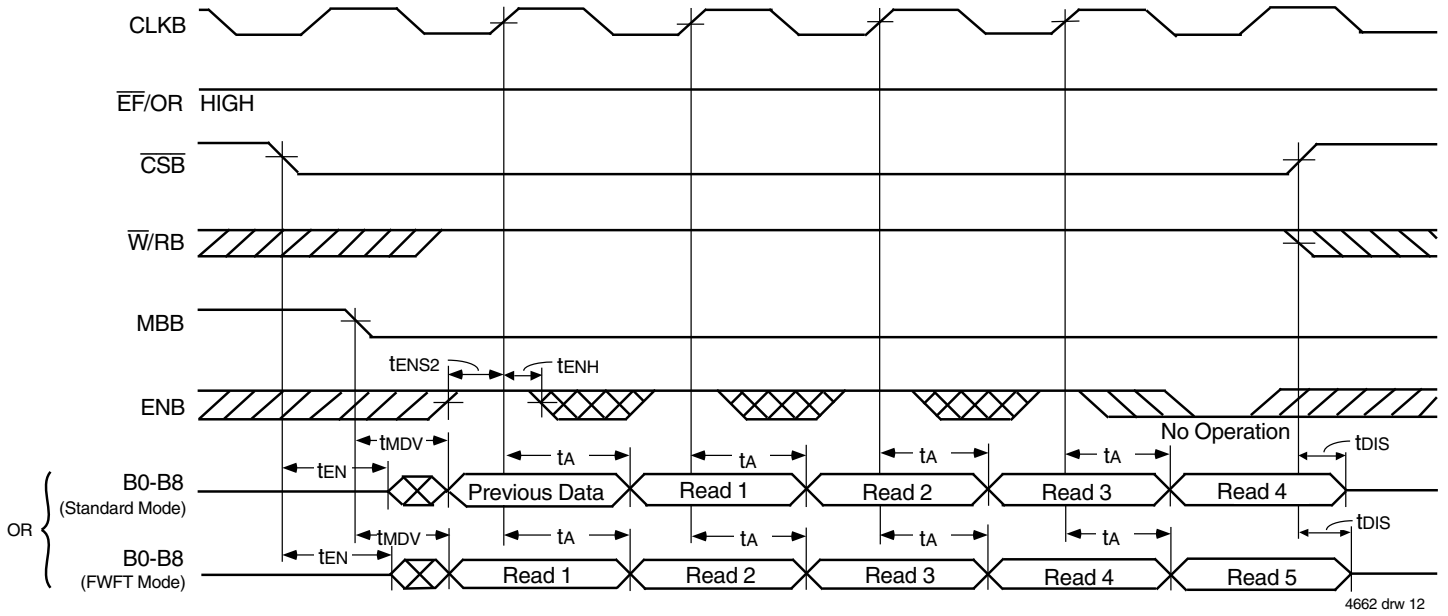 CLKB
EF/OR HIGH
CSB
W/RB
MBB
tENS2 tENH
ENB
No Operation
tMDV
tEN tA tA tA tA tDIS
B0-B8
(Standard Mode)
Previous Data Read 1 Read 2 Read 3 Read 4
OR
tMDV
tEN tA tA tA tA tDIS
B0-B8
(FWFT Mode)
Read 1 Read 2 Read 3 Read 4 Read 5
4662 drw 12